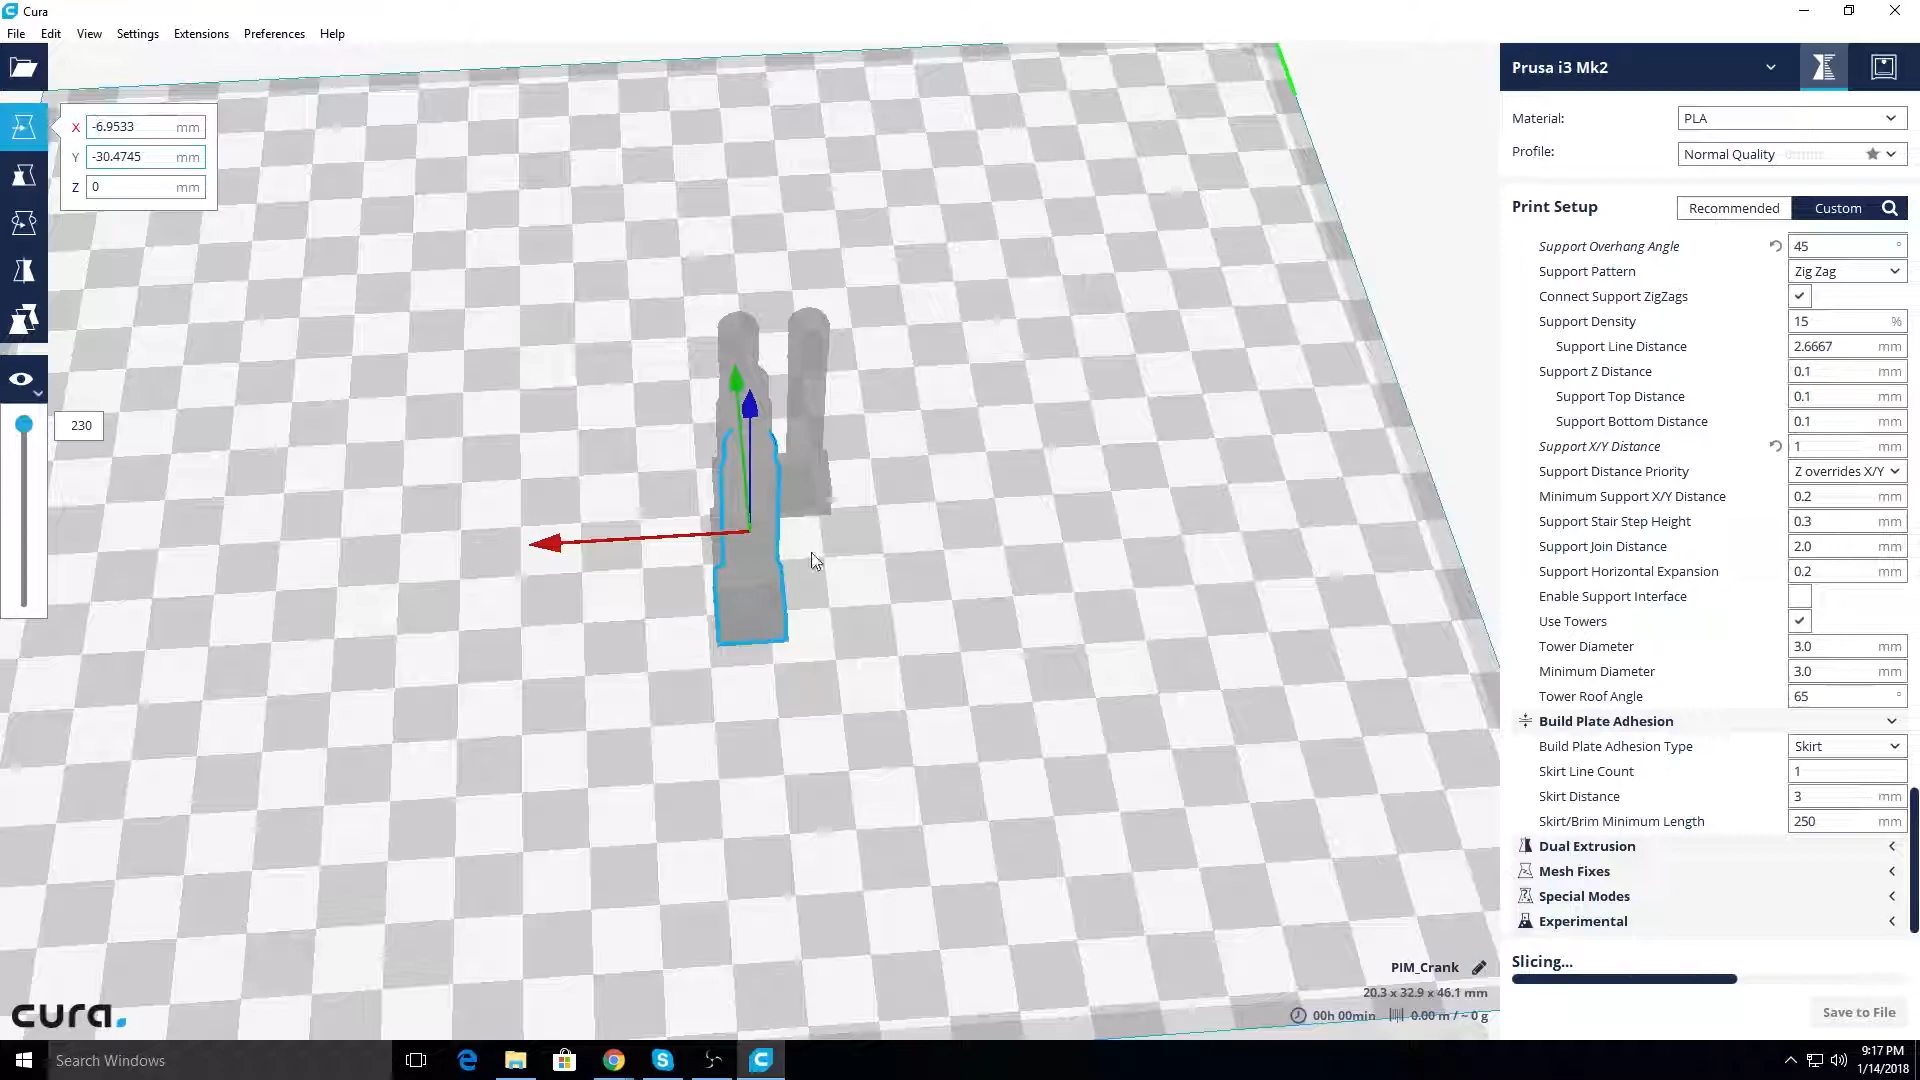 Cura
File Edit View Settings Extensions Preferences Help
X -6.9533 mm
Y -30.4745 mm
Z 0 mm
230
Prusa i3 Mk2
Material: PLA
Profile: Normal Quality
Print Setup Recommended Custom
Support Overhang Angle 45 °
Support Pattern Zig Zag
Connect Support ZigZags
Support Density 15 %
Support Line Distance 2.6667 mm
Support Z Distance 0.1 mm
Support Top Distance 0.1 mm
Support Bottom Distance 0.1 mm
Support X/Y Distance 1 mm
Support Distance Priority Z overrides X/Y
Minimum Support X/Y Distance 0.2 mm
Support Stair Step Height 0.3 mm
Support Join Distance 2.0 mm
Support Horizontal Expansion 0.2 mm
Enable Support Interface
Use Towers
Tower Diameter 3.0 mm
Minimum Diameter 3.0 mm
Tower Roof Angle 65 °
Build Plate Adhesion
Build Plate Adhesion Type Skirt
Skirt Line Count 1
Skirt Distance 3 mm
Skirt/Brim Minimum Length 250 mm
Dual Extrusion
Mesh Fixes
Special Modes
Experimental
Slicing...
Save to File
PIM_Crank
20.3 x 32.9 x 46.1 mm
00h 00min 0.00 m / ~ 0 g
cura.
Search Windows
9:17 PM
1/14/2018